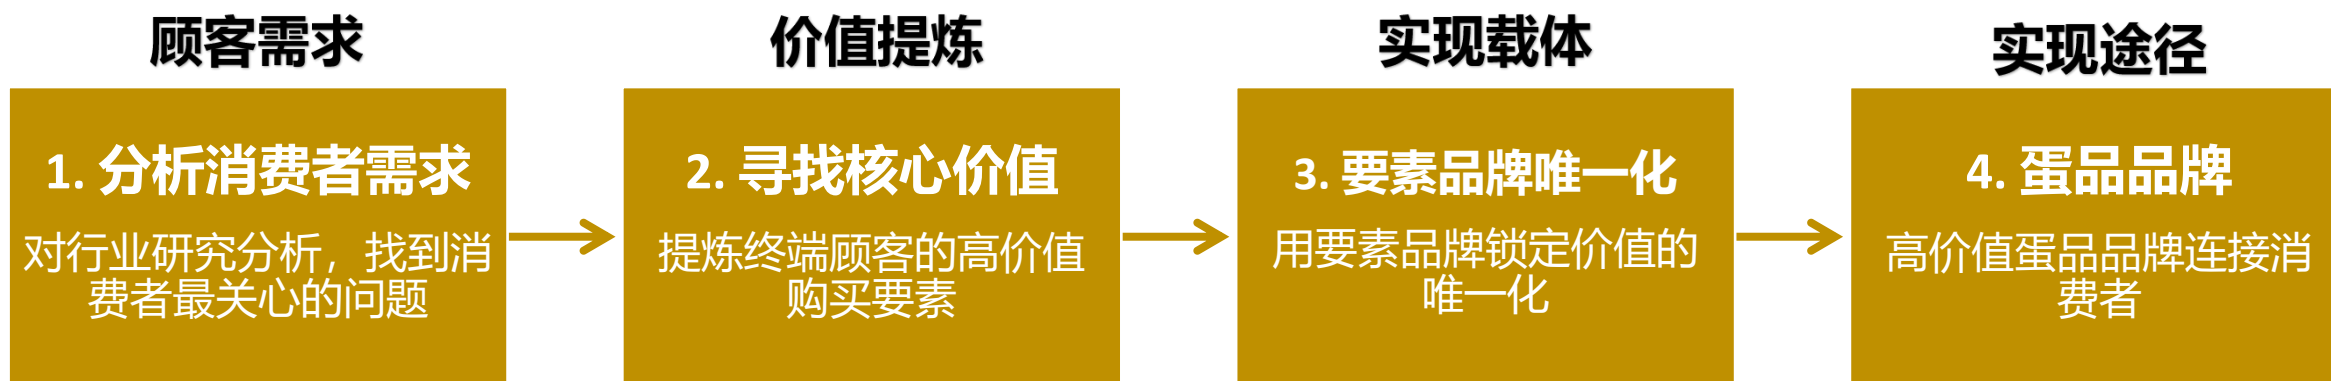 顾客需求
价值提炼
实现载体
实现途径
1. 分析消费者需求
对行业研究分析，找到消
费者最关心的问题
2. 寻找核心价值
提炼终端顾客的高价值
购买要素
3. 要素品牌唯一化
用要素品牌锁定价值的
唯一化
4. 蛋品品牌
高价值蛋品品牌连接消
费者